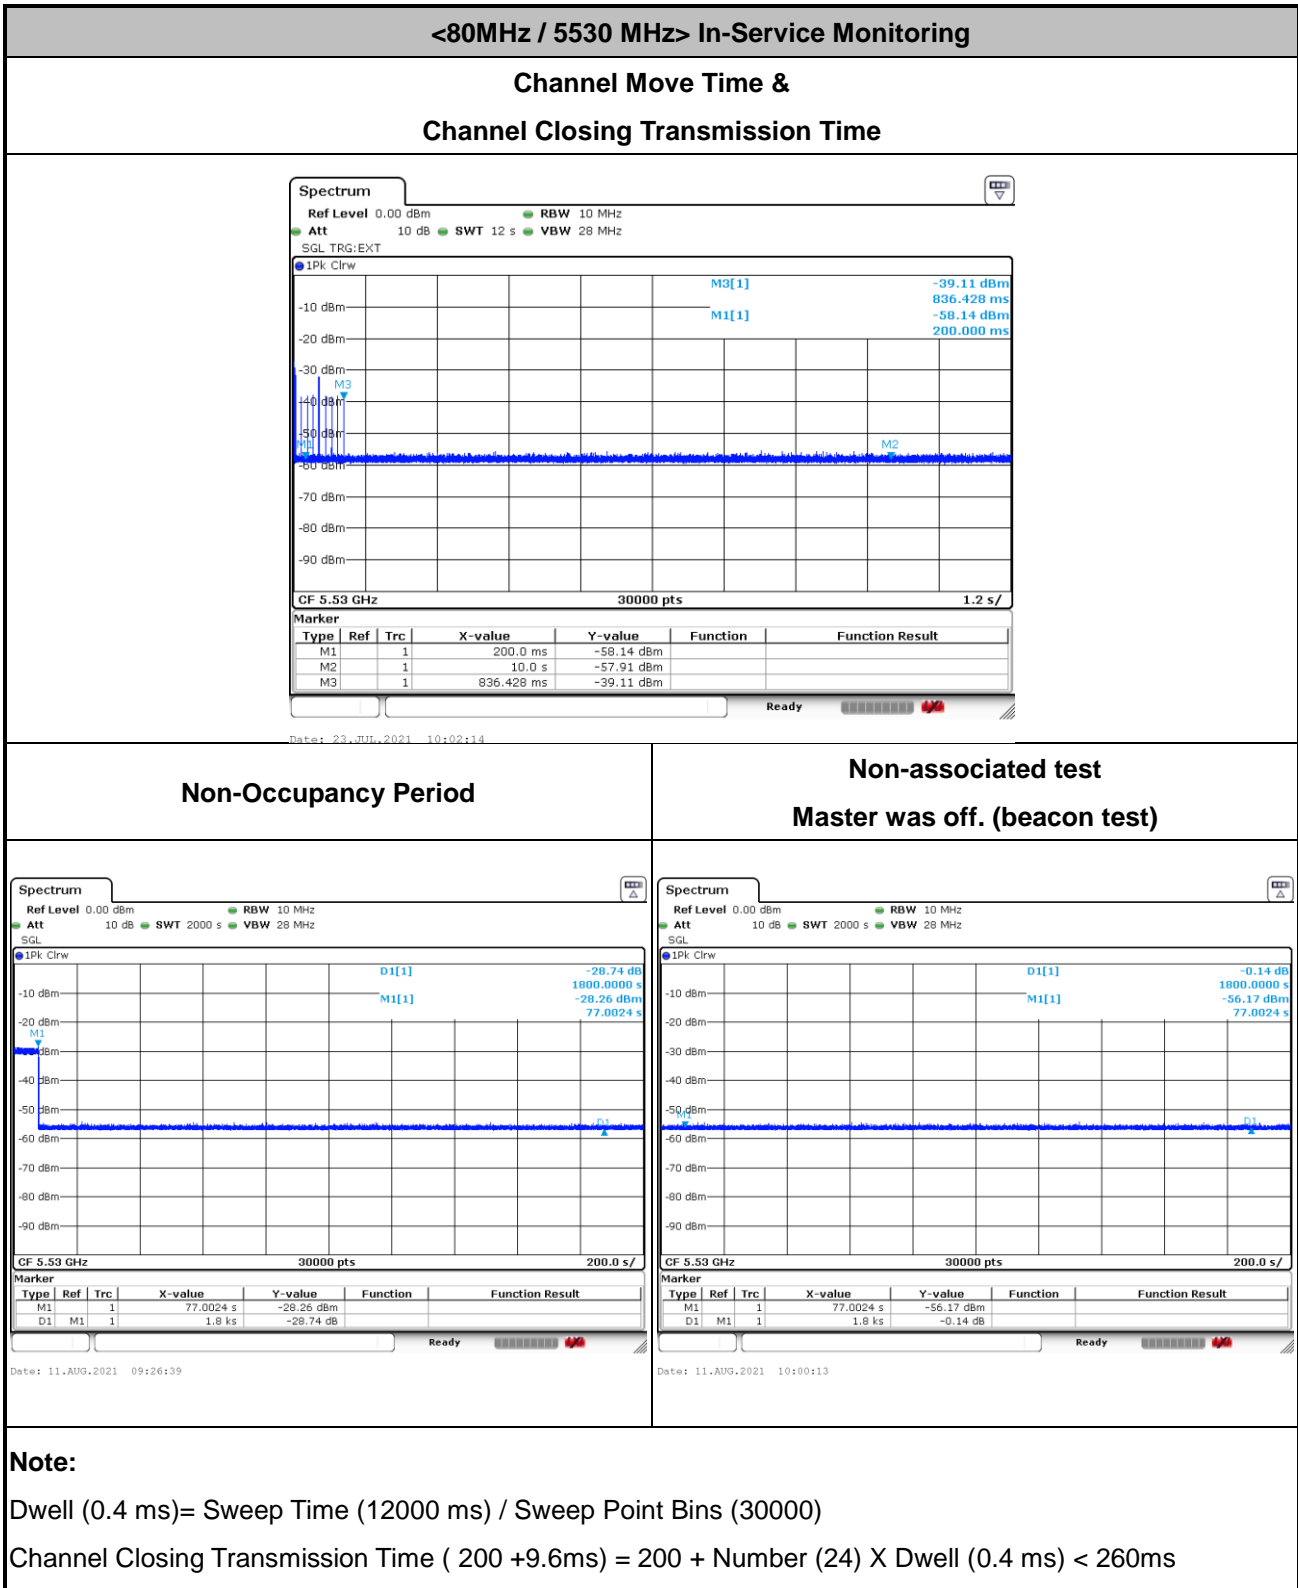 <80MHz / 5530 MHz> In-Service Monitoring
Channel Move Time &
Channel Closing Transmission Time
Spectrum
Ref Level 0.00 dBm RBW 10 MHz
Att 10 dB SWT 12 s VBW 28 MHz
SGL TRG:EXT
1Pk Clrw
M3[1] -39.11 dBm
836.428 ms
-10 dBm
M1[1] -58.14 dBm
200.000 ms
-20 dBm
-30 dBm
M3
-40 dBm
-50 dBm
M1 M2
-60 dBm
-70 dBm
-80 dBm
-90 dBm
CF 5.53 GHz 30000 pts 1.2 s/
Marker
Type Ref Trc X-value Y-value Function Function Result
M1 1 200.0 ms -58.14 dBm
M2 1 10.0 s -57.91 dBm
M3 1 836.428 ms -39.11 dBm
Ready
Date: 23.JUL.2021 10:02:14
Non-Occupancy Period
Non-associated test
Master was off. (beacon test)
Spectrum
Ref Level 0.00 dBm RBW 10 MHz
Att 10 dB SWT 2000 s VBW 28 MHz
SGL
1Pk Clrw
D1[1] -28.74 dB
1800.0000 s
-10 dBm
M1[1] -28.26 dBm
77.0024 s
-20 dBm
M1
dBm
-40 dBm
-50 dBm
D1
-60 dBm
-70 dBm
-80 dBm
-90 dBm
CF 5.53 GHz 30000 pts 200.0 s/
Marker
Type Ref Trc X-value Y-value Function Function Result
M1 1 77.0024 s -28.26 dBm
D1 M1 1 1.8 ks -28.74 dB
Ready
Date: 11.AUG.2021 09:26:39
Spectrum
Ref Level 0.00 dBm RBW 10 MHz
Att 10 dB SWT 2000 s VBW 28 MHz
SGL
1Pk Clrw
D1[1] -0.14 dB
1800.0000 s
-10 dBm
M1[1] -56.17 dBm
77.0024 s
-20 dBm
-30 dBm
-40 dBm
-50 dBm
M1 D1
-60 dBm
-70 dBm
-80 dBm
-90 dBm
CF 5.53 GHz 30000 pts 200.0 s/
Marker
Type Ref Trc X-value Y-value Function Function Result
M1 1 77.0024 s -56.17 dBm
D1 M1 1 1.8 ks -0.14 dB
Ready
Date: 11.AUG.2021 10:00:13
Note:
Dwell (0.4 ms)= Sweep Time (12000 ms) / Sweep Point Bins (30000)
Channel Closing Transmission Time ( 200 +9.6ms) = 200 + Number (24) X Dwell (0.4 ms) < 260ms